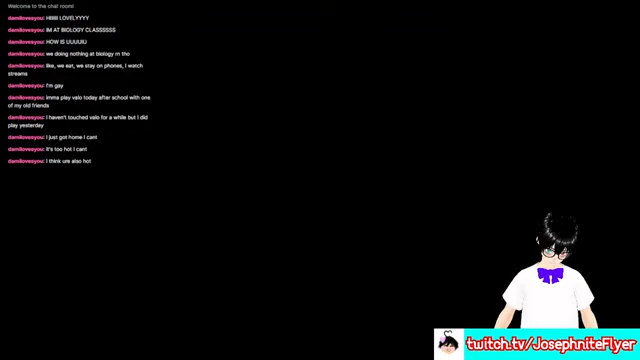 Welcome to the chat room!
damilovesyou: HIIIIII LOVELYYYY
damilovesyou: IM AT BIOLOGY CLASSSSSS
damilovesyou: HOW IS UUUUIU
damilovesyou: we doing nothing at biology rn tho
damilovesyou: like, we eat, we stay on phones, I watch
streams
damilovesyou: I'm gay
damilovesyou: imma play valo today after school with one
of my old friends
damilovesyou: I haven't touched valo for a while but I did
play yesterday
damilovesyou: I just got home I cant
damilovesyou: it's too hot I cant
damilovesyou: I think ure also hot
twitch.tv/JosephniteFlyer